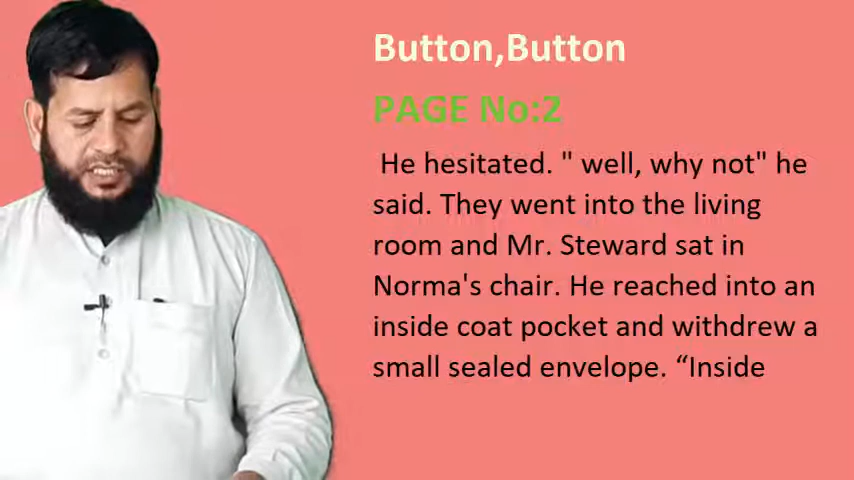 Button,Button
PAGE No:2
He hesitated. " well, why not" he
said. They went into the living
room and Mr. Steward sat in
Norma's chair. He reached into an
inside coat pocket and withdrew a
small sealed envelope. “Inside